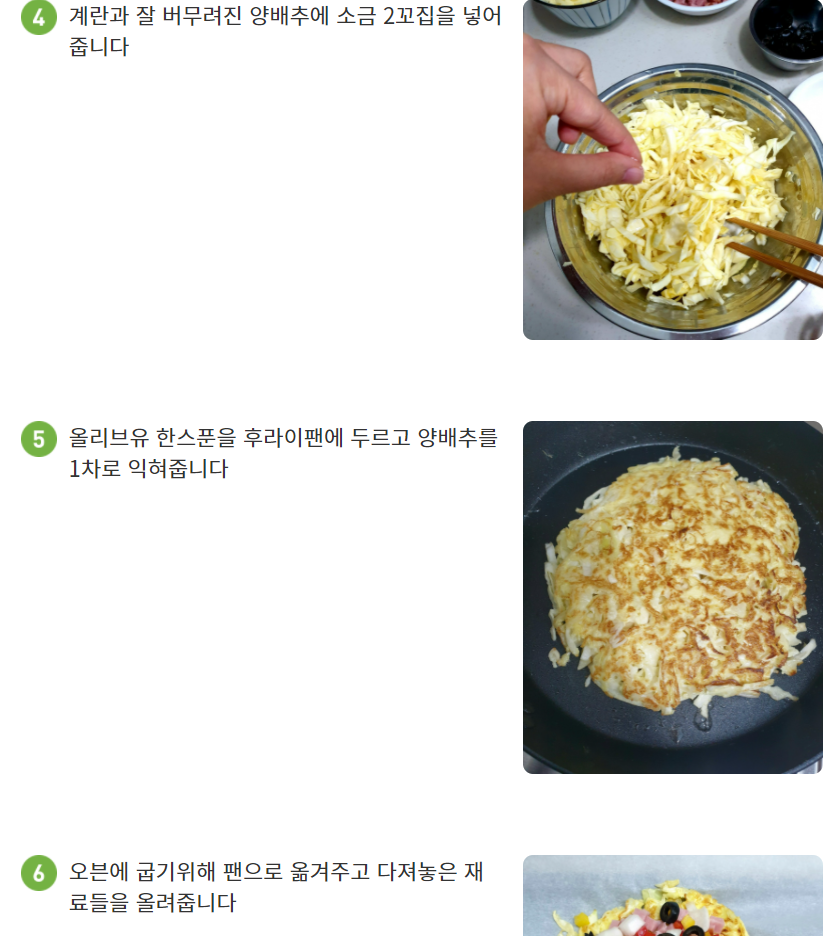 4 계란과 잘 버무려진 양배추에 소금 2꼬집을 넣어
줍니다
5 올리브유 한스푼을 후라이팬에 두르고 양배추를
1차로 익혀줍니다
6 오븐에 굽기위해 팬으로 옮겨주고 다져놓은 재
료들을 올려줍니다